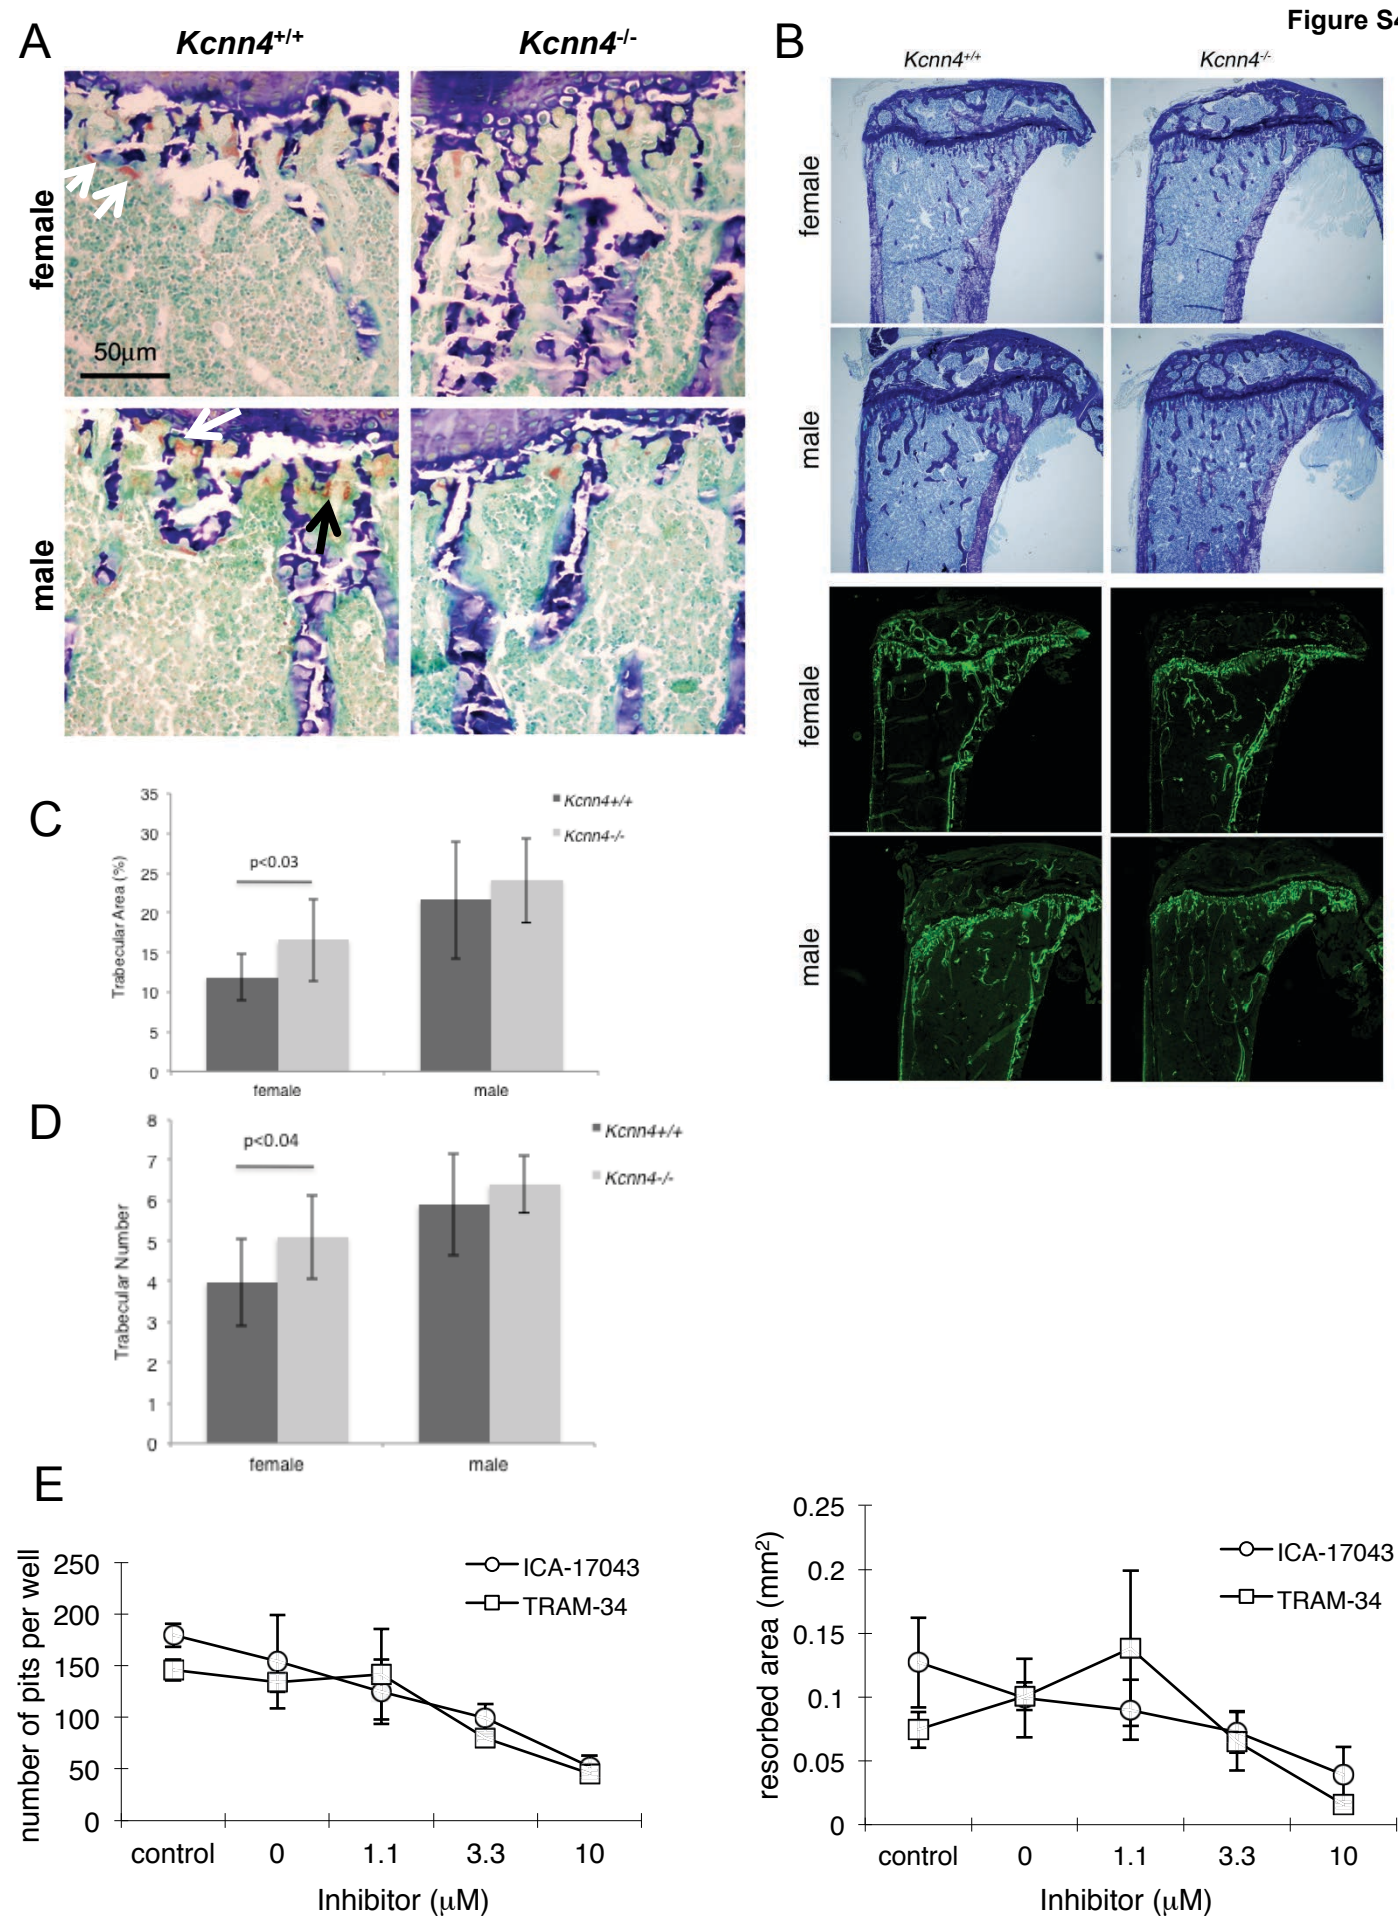 Figure S4
A
Kcnn4+/+
Kcnn4-/-
female
50μm
male
B
Kcnn4+/+
Kcnn4-/-
female
male
female
male
C
35
30
25
20
15
10
5
0
Trabecular Area (%)
p<0.03
Kcnn4+/+
Kcnn4-/-
female
male
D
8
7
6
5
4
3
2
1
0
Trabecular Number
p<0.04
Kcnn4+/+
Kcnn4-/-
female
male
E
number of pits per well
250
200
150
100
50
0
ICA-17043
TRAM-34
control
0
1.1
3.3
10
Inhibitor (μM)
resorbed area (mm²)
0.25
0.2
0.15
0.1
0.05
0
ICA-17043
TRAM-34
control
0
1.1
3.3
10
Inhibitor (μM)